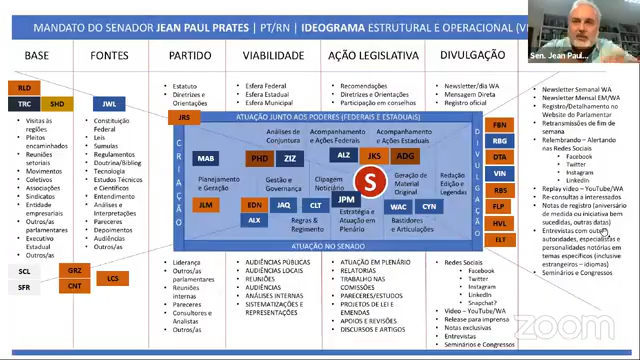 MANDATO DO SENADOR JEAN PAUL PRATES | PT/RN | IDEOGRAMA ESTRUTURAL E OPERACIONAL
Sen. Jean Paul...
BASE
FONTES
PARTIDO
VIABILIDADE
AÇÃO LEGISLATIVA
DIVULGAÇÃO
RLD
TRC
SHD
Visitas às
regiões
Pleitos
encaminhados
Reuniões
setoriais
Movimentos
Coletivos
Associações
Sindicatos
Entidade
empresariais
Outros/as
parlamentares
Executivo
Estadual
Outros/as
SCL
SFR
JWL
Constituição
Federal
Leis
Sumulas
Regulamentos
Doutrina/Bibliog
Tecnologia
Estudos Técnicos
e Científicos
Entendimento
Análises e
Interpretações
Pareceres
Depoimentos
Audiências
Outros/as
GRZ
CNT
LCS
Estatuto
Diretrizes e
Orientações
JRS
Esfera Federal
Esfera Estadual
Esfera Municipal
Recomendações
Diretrizes e Orientações
Participação em conselhos
Newsletter/dia WA
Mensagem Direta
Registro oficial
ATUAÇÃO JUNTO AOS PODERES (FEDERAIS E ESTADUAIS)
CRIAÇÃO
DIVULGAÇÃO
Análises de
Conjuntura
Acompanhamento
e Ações Federais
Acompanhamento
e Ações Estaduais
MAB
PHD
ZIZ
ALZ
JKS
ADG
Planejamento
e Geração
Gestão e
Governança
Clipagem
Noticiário
S
Geração de
Material
Original
Redação
Edição e
Legendas
JLM
EDN
JAQ
CLT
JPM
WAC
CYN
ALX
Regras &
Regimento
Estratégia e
Atuação em
Plenário
Bastidores
e Articulações
ATUAÇÃO NO SENADO
FBN
RBG
DTA
VIN
RBS
FLP
HVL
ELT
Liderança
Outros/as
parlamentares
Reuniões
internas
Pareceres
Consultores e
Analistas
Outros/as
AUDIÊNCIAS PÚBLICAS
AUDIÊNCIAS LOCAIS
REUNIÕES
AUDIÊNCIAS
ANÁLISES INTERNAS
SISTEMATIZAÇÕES E
REPRESENTAÇÕES
ATUAÇÃO EM PLENÁRIO
RELATORIAS
TRABALHO NAS
COMISSÕES
PARECERES/ESTUDOS
PROJETOS DE LEI E
EMENDAS
APOIOS E REVISÕES
DISCURSOS E ARTIGOS
Redes Sociais
Facebook
Twitter
Instagram
LinkedIn
Snapchat?
Video – YouTube/WA
Release para imprensa
Notas exclusivas
Entrevistas
Seminários e Congressos
Newsletter Semanal WA
Newsletter Mensal EM/WA
Registro/Detalhamento no
Website do Parlamentar
Retransmissões de fim de
semana
Relembrando – Alertando
nas Redes Sociais
Facebook
Twitter
Instagram
LinkedIn
Replay video – YouTube/WA
Re-consultas a interessados
Notas de registro (aniversário
de medida ou iniciativa bem
sucedidas, outras datas)
Entrevistas com outras
autoridades, especialistas e
personalidades notórias em
temas específicos (inclusive
estrangeiros – idiomas)
Seminários e Congressos
zoom